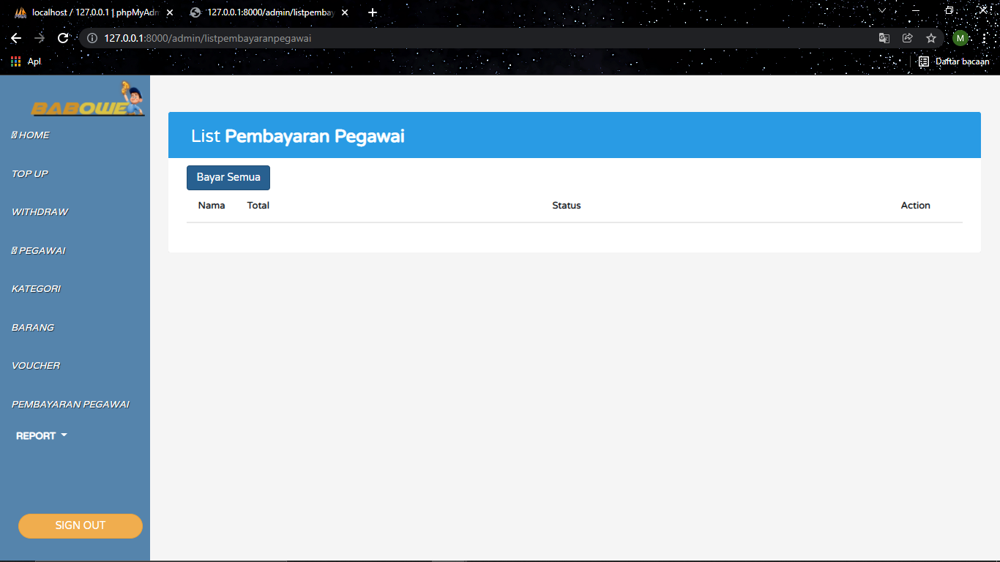 localhost / 127.0.0.1 | phpMyAdm
127.0.0.1:8000/admin/listpembaya
127.0.0.1:8000/admin/listpembayaranpegawai
M
Apl
Daftar bacaan
BABOWE
HOME
TOP UP
WITHDRAW
PEGAWAI
KATEGORI
BARANG
VOUCHER
PEMBAYARAN PEGAWAI
REPORT
SIGN OUT
List Pembayaran Pegawai
Bayar Semua
Nama Total Status Action